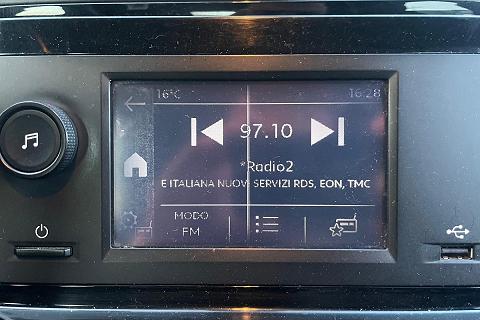 16°C 16:28
97.10
*Radio2
E ITALIANA NUOVI SERVIZI RDS, EON, TMC
MODO
FM